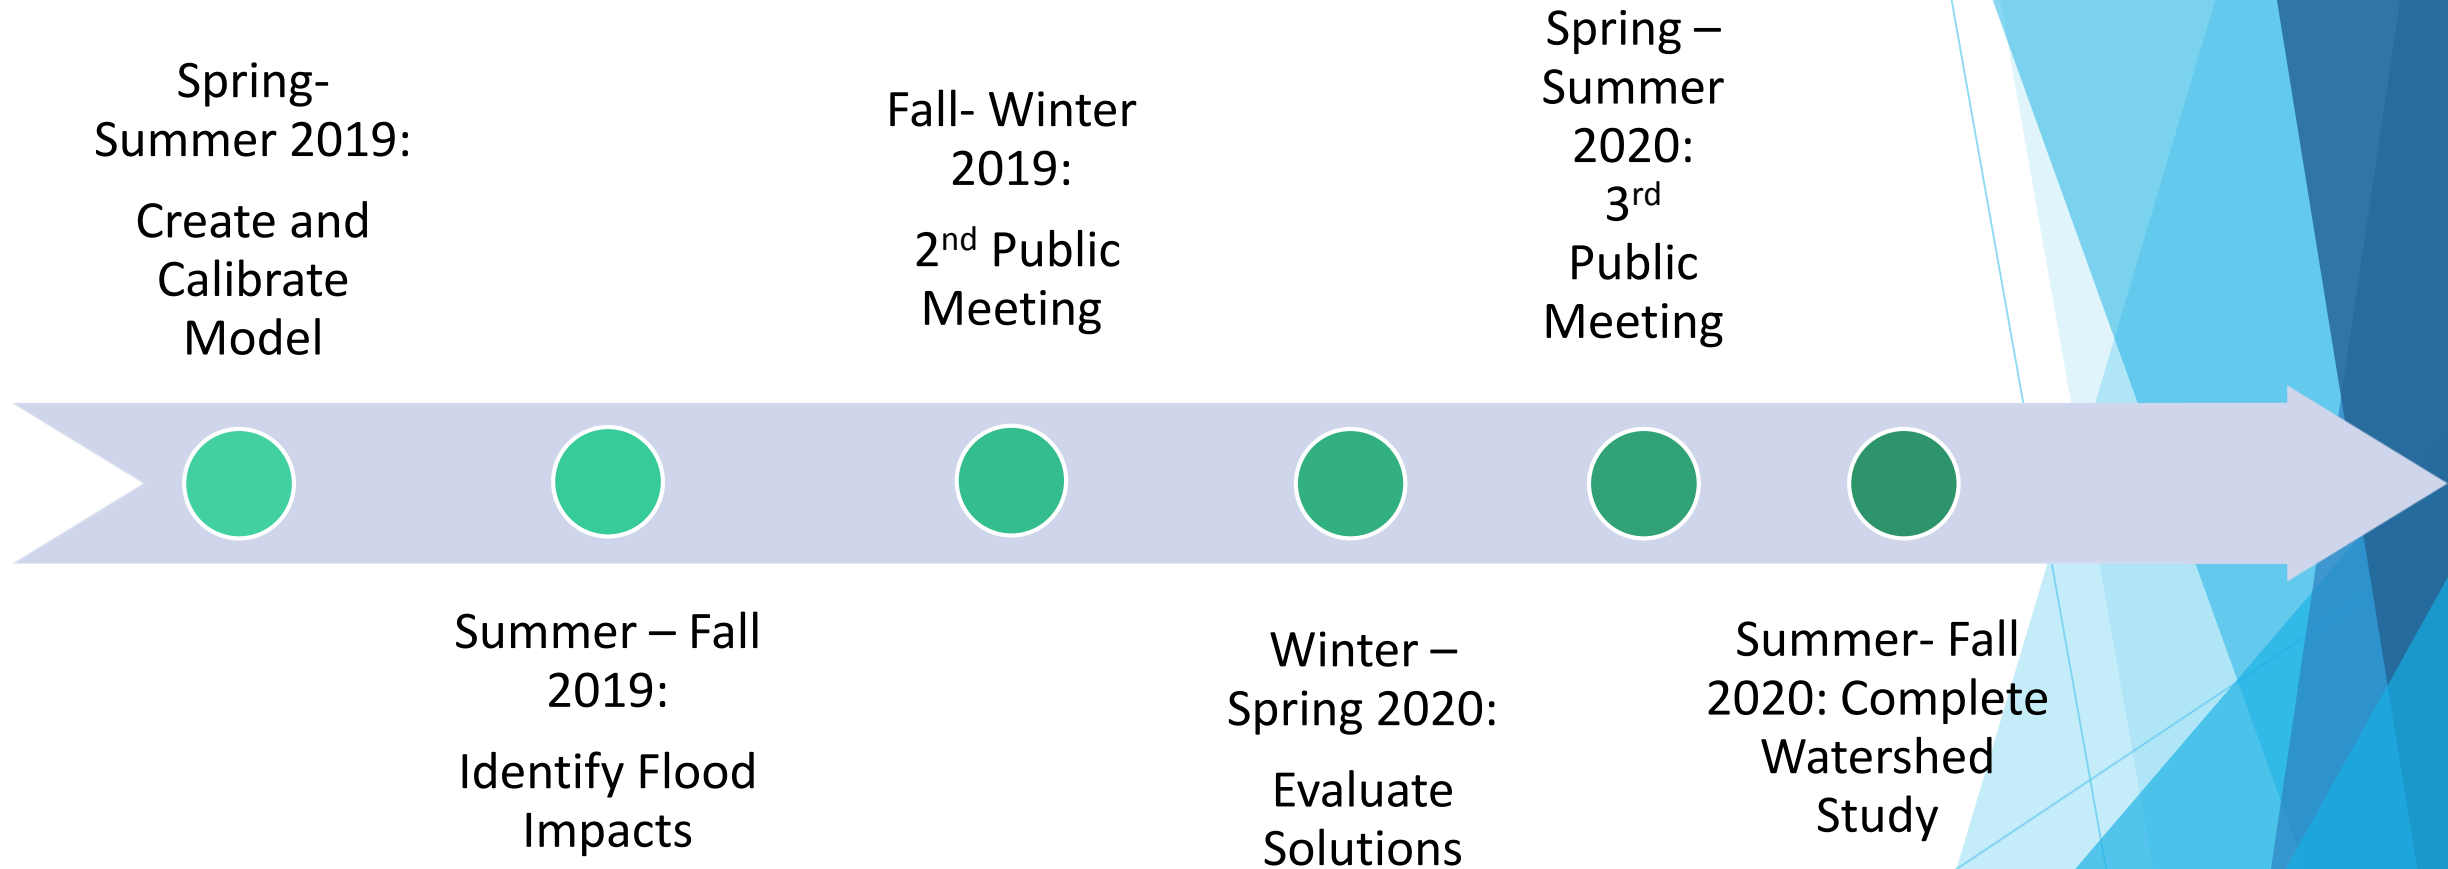 Spring-
Summer 2019:
Create and
Calibrate
Model
Summer – Fall
2019:
Identify Flood
Impacts
Fall- Winter
2019:
2nd Public
Meeting
Winter –
Spring 2020:
Evaluate
Solutions
Spring –
Summer
2020:
3rd
Public
Meeting
Summer- Fall
2020: Complete
Watershed
Study